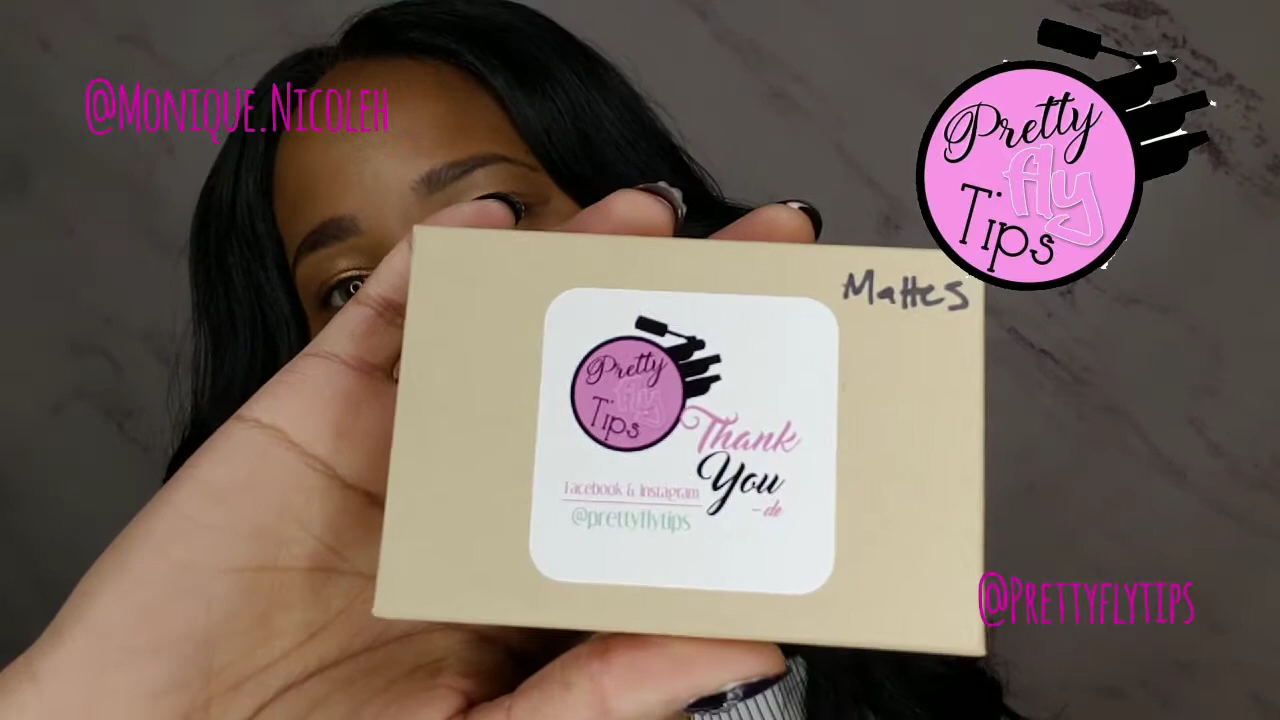 @Monique.Nicoleh
Pretty
fly
Tips
Mattes
Pretty
fly
Tips
Thank
You
- de
Facebook & Instagram
@prettyflytips
@Prettyflytips